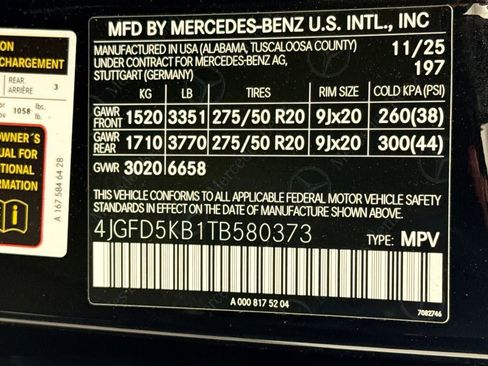 ON
SCHARGEMENT
REAR.
ARRIÈRE
3
or
1058
lbs.
lb.
OWNER´S
UAL FOR
TIONAL
RMATION
A 167 584 64 28
MFD BY MERCEDES-BENZ U.S. INTL., INC
MANUFACTURED IN USA (ALABAMA, TUSCALOOSA COUNTY) 11/25
UNDER CONTRACT FOR MERCEDES-BENZ AG, 197
STUTTGART (GERMANY)
KG LB TIRES RIM SIZE COLD KPA (PSI)
GAWR FRONT 1520 3351 275/50 R20 9Jx20 260(38)
GAWR REAR 1710 3770 275/50 R20 9Jx20 300(44)
GVWR 3020 6658
THIS VEHICLE CONFORMS TO ALL APPLICABLE FEDERAL MOTOR VEHICLE SAFETY
STANDARDS IN EFFECT ON THE DATE OF MANUFACTURE SHOWN ABOVE.
4JGFD5KB1TB580373 TYPE: MPV
A 000 817 52 04
7082746